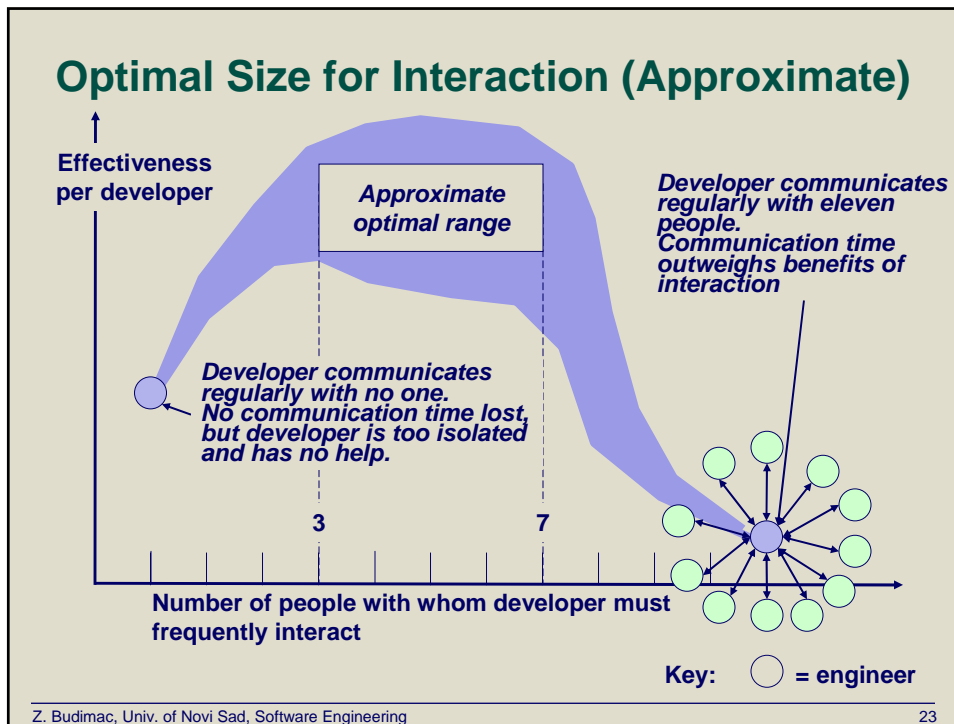 Optimal Size for Interaction (Approximate)
Effectiveness
per developer
Approximate
optimal range
Developer communicates
regularly with eleven
people.
Communication time
outweighs benefits of
interaction
Developer communicates
regularly with no one.
No communication time lost,
but developer is too isolated
and has no help.
3
7
Number of people with whom developer must
frequently interact
Key:
= engineer
Z. Budimac, Univ. of Novi Sad, Software Engineering
23